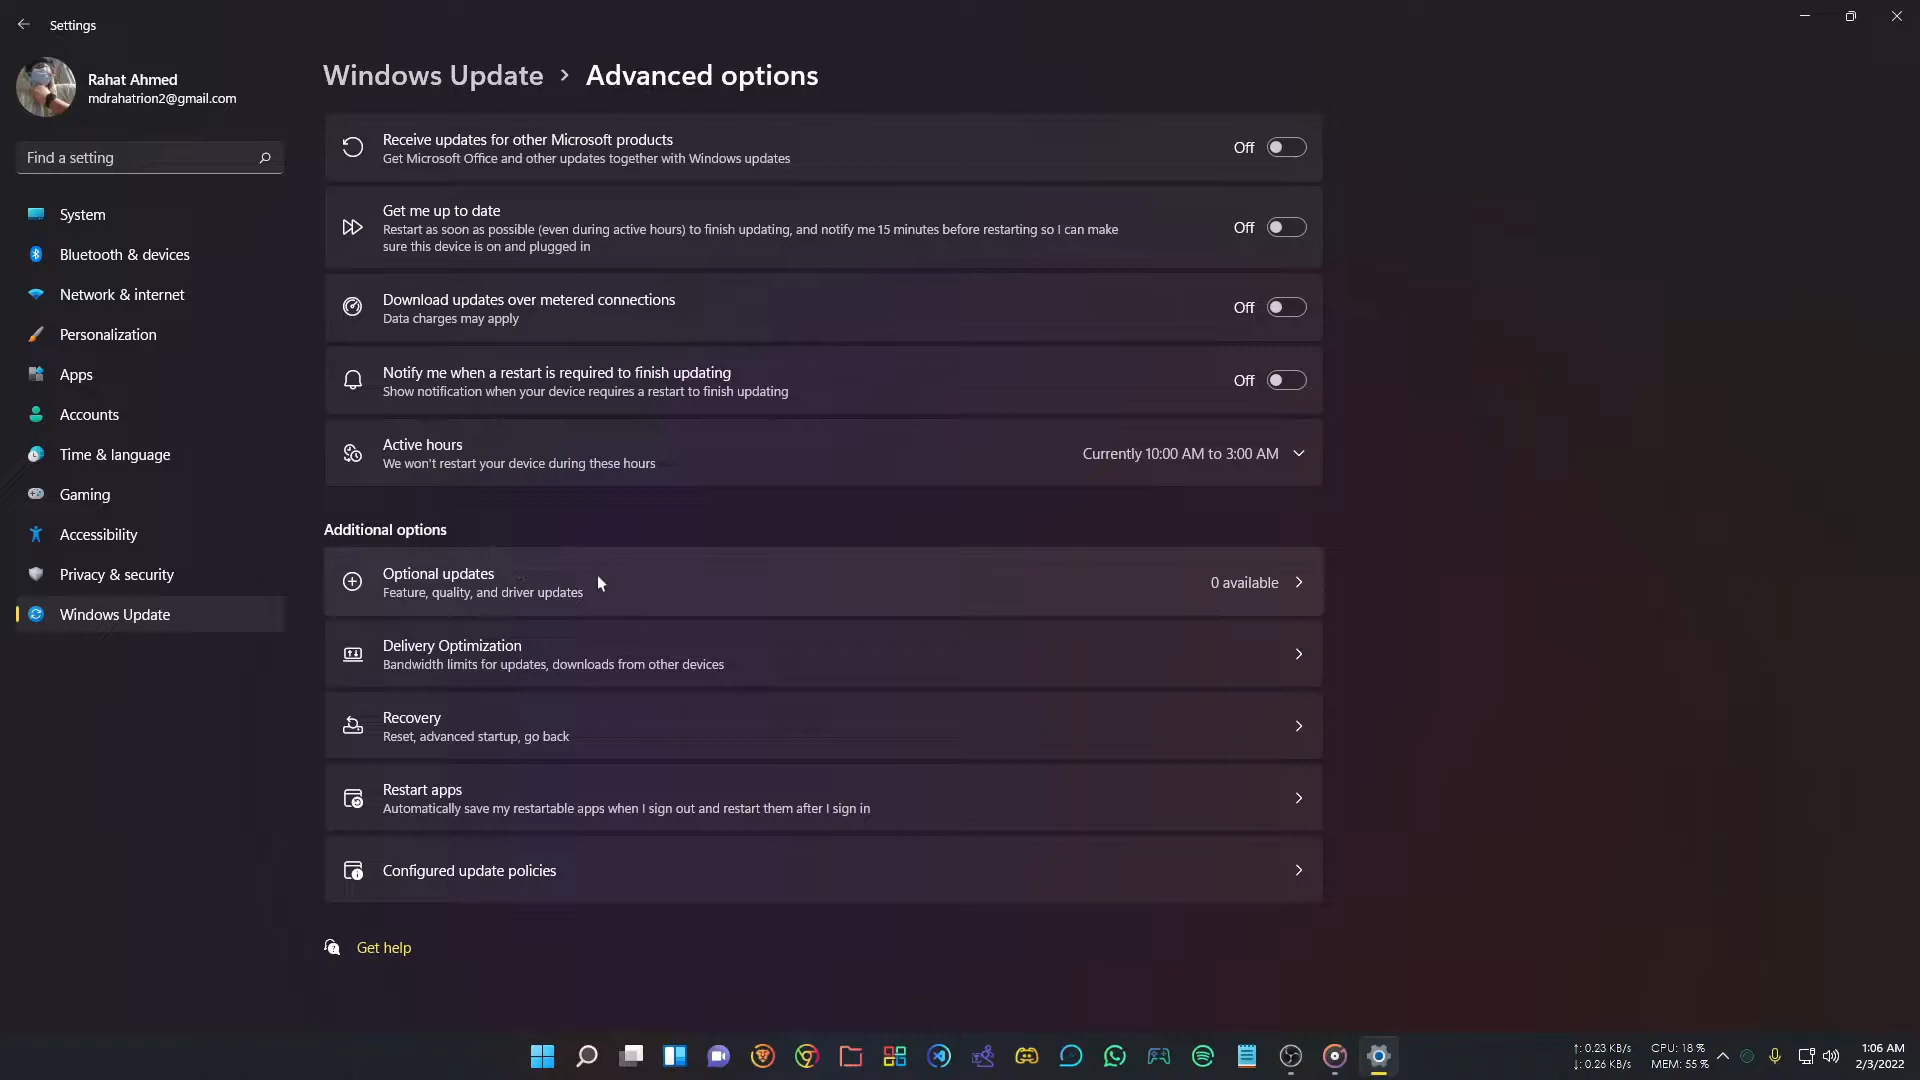 Settings
Rahat Ahmed
mdrahatrion2@gmail.com
Find a setting
System
Bluetooth & devices
Network & internet
Personalization
Apps
Accounts
Time & language
Gaming
Accessibility
Privacy & security
Windows Update
Windows Update > Advanced options
Receive updates for other Microsoft products
Get Microsoft Office and other updates together with Windows updates
Off
Get me up to date
Restart as soon as possible (even during active hours) to finish updating, and notify me 15 minutes before restarting so I can make
sure this device is on and plugged in
Off
Download updates over metered connections
Data charges may apply
Off
Notify me when a restart is required to finish updating
Show notification when your device requires a restart to finish updating
Off
Active hours
We won't restart your device during these hours
Currently 10:00 AM to 3:00 AM
Additional options
Optional updates
Feature, quality, and driver updates
0 available
Delivery Optimization
Bandwidth limits for updates, downloads from other devices
Recovery
Reset, advanced startup, go back
Restart apps
Automatically save my restartable apps when I sign out and restart them after I sign in
Configured update policies
Get help
↑: 0.23 KB/s CPU: 18 %
↓: 0.26 KB/s MEM: 55 %
1:06 AM
2/3/2022